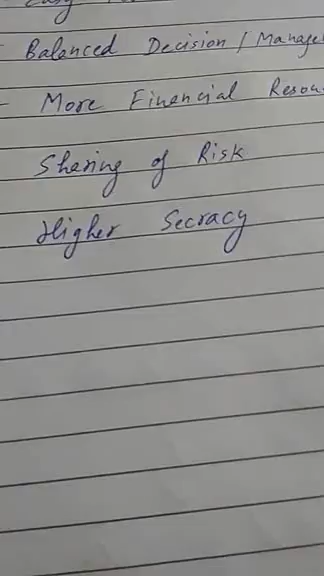 - Balanced Decision / Manage
- More Financial Resou
Sharing of Risk
Higher Secracy